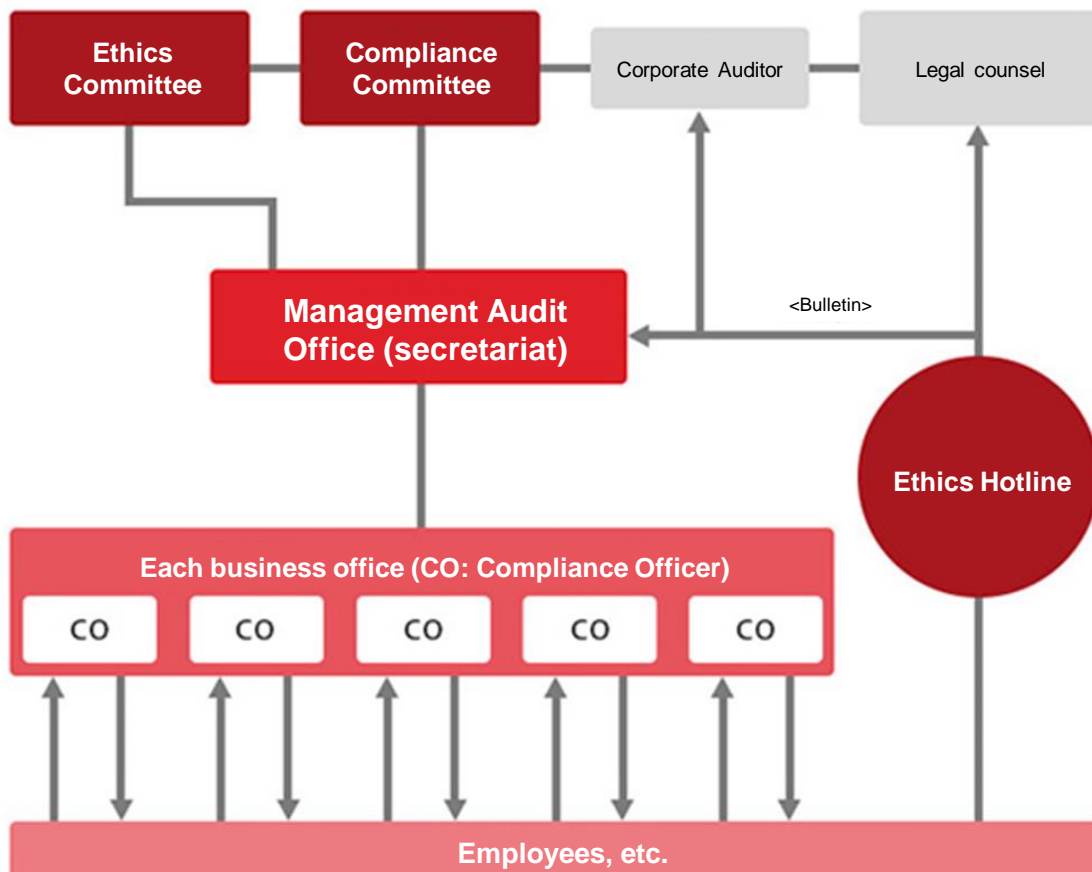 Ethics
Committee
Compliance
Committee
Corporate Auditor
Legal counsel
Management Audit
Office (secretariat)
<Bulletin>
Ethics Hotline
Each business office (CO: Compliance Officer)
CO
CO
CO
CO
CO
Employees, etc.